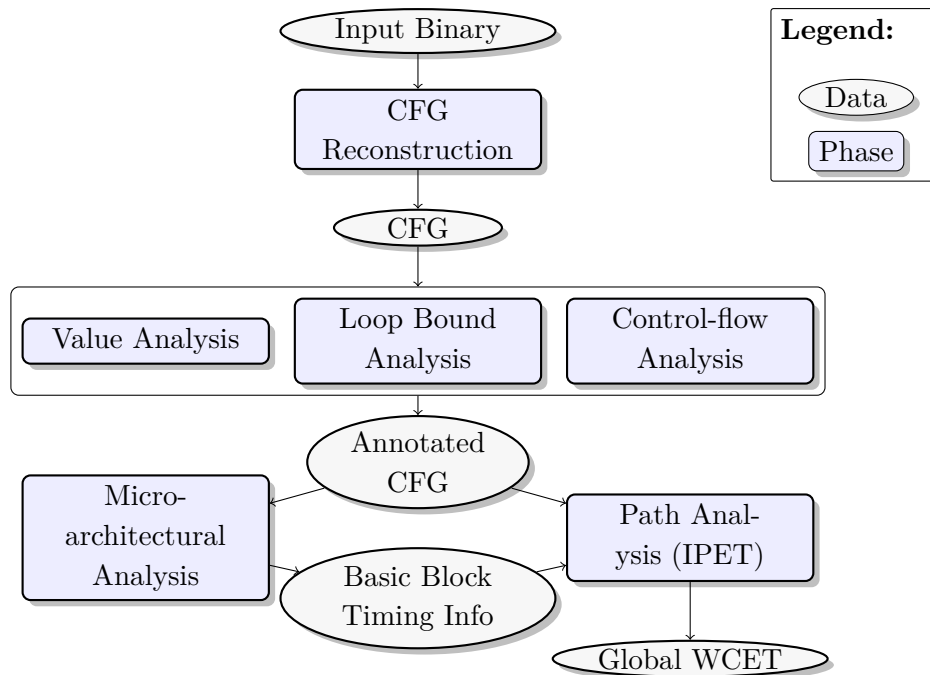 Input Binary
Legend:
Data
Phase
CFG
Reconstruction
CFG
Value Analysis
Loop Bound
Analysis
Control-flow
Analysis
Annotated
CFG
Micro-
architectural
Analysis
Path Anal-
ysis (IPET)
Basic Block
Timing Info
Global WCET